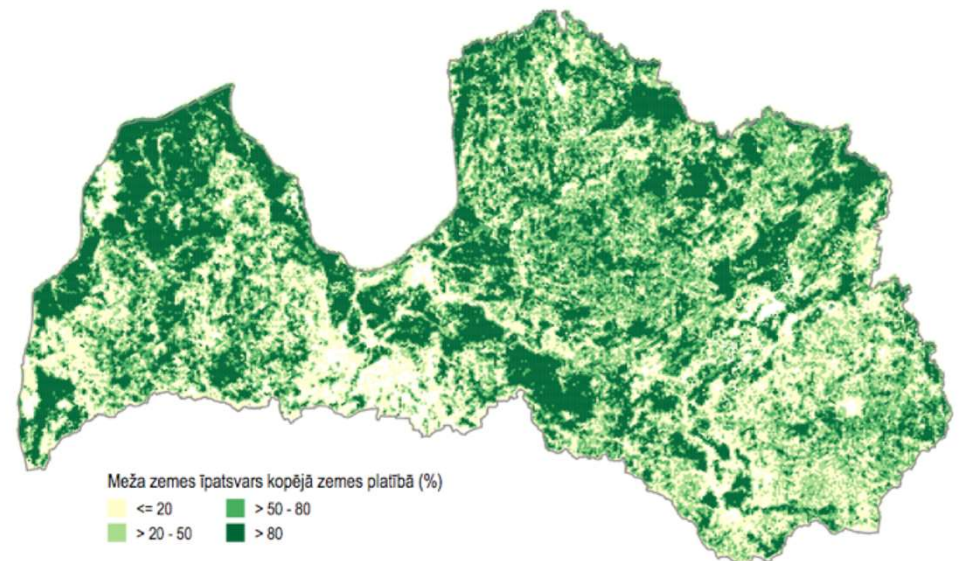 Meža zemes īpatsvars kopējā zemes platībā (%)
<= 20
> 50 - 80
> 20 - 50
> 80